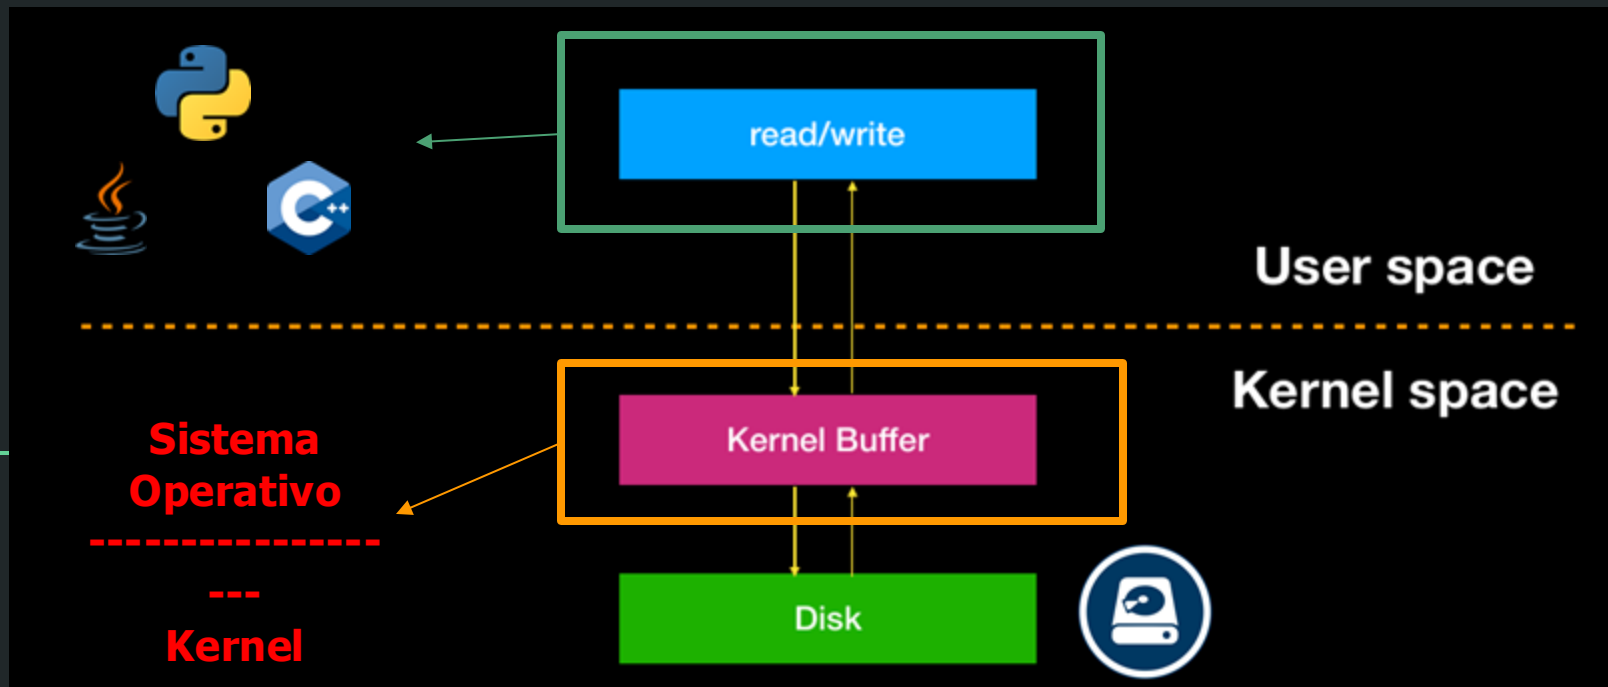 read/write
User space
Kernel space
Kernel Buffer
Sistema
Operativo
----------------
---
Kernel
Disk
C++